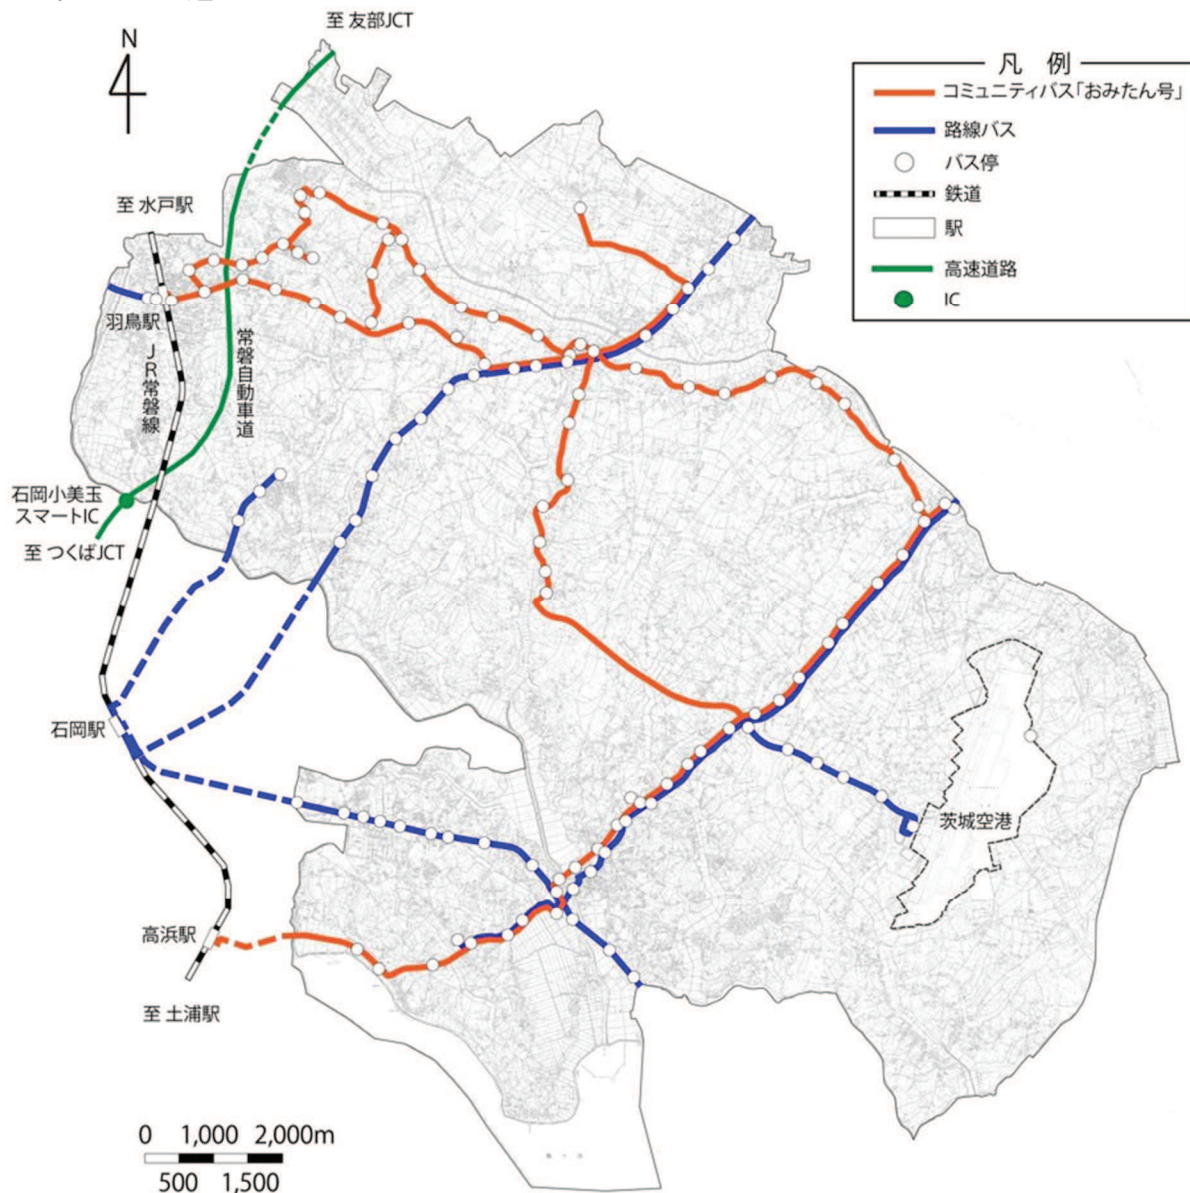 至 友部JCT
N
凡 例
コミュニティバス「おみたん号」
路線バス
バス停
鉄道
駅
高速道路
IC
至 水戸駅
羽鳥駅
JR常磐線
常磐自動車道
石岡小美玉
スマートIC
至 つくばJCT
石岡駅
茨城空港
高浜駅
至 土浦駅
0 1,000 2,000m
500 1,500